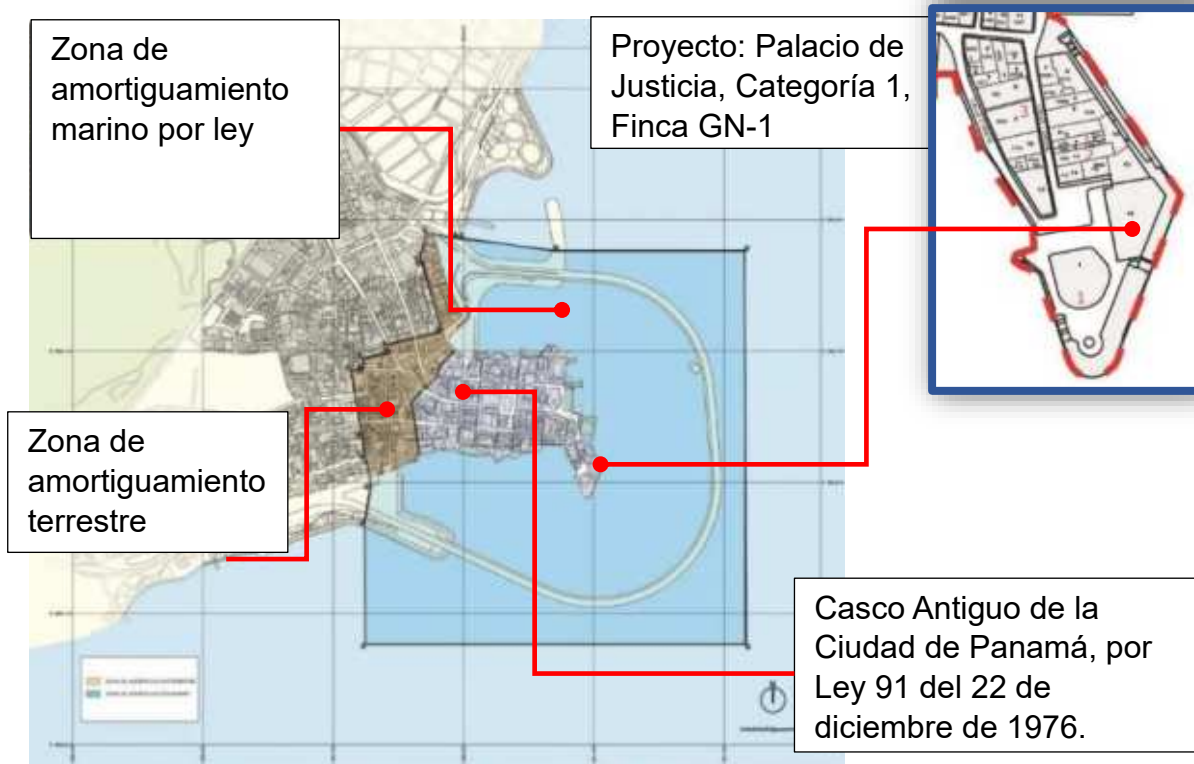 Zona de
amortiguamiento
marino por ley
Proyecto: Palacio de
Justicia, Categoría 1,
Finca GN-1
Zona de
amortiguamiento
terrestre
Casco Antiguo de la
Ciudad de Panamá, por
Ley 91 del 22 de
diciembre de 1976.